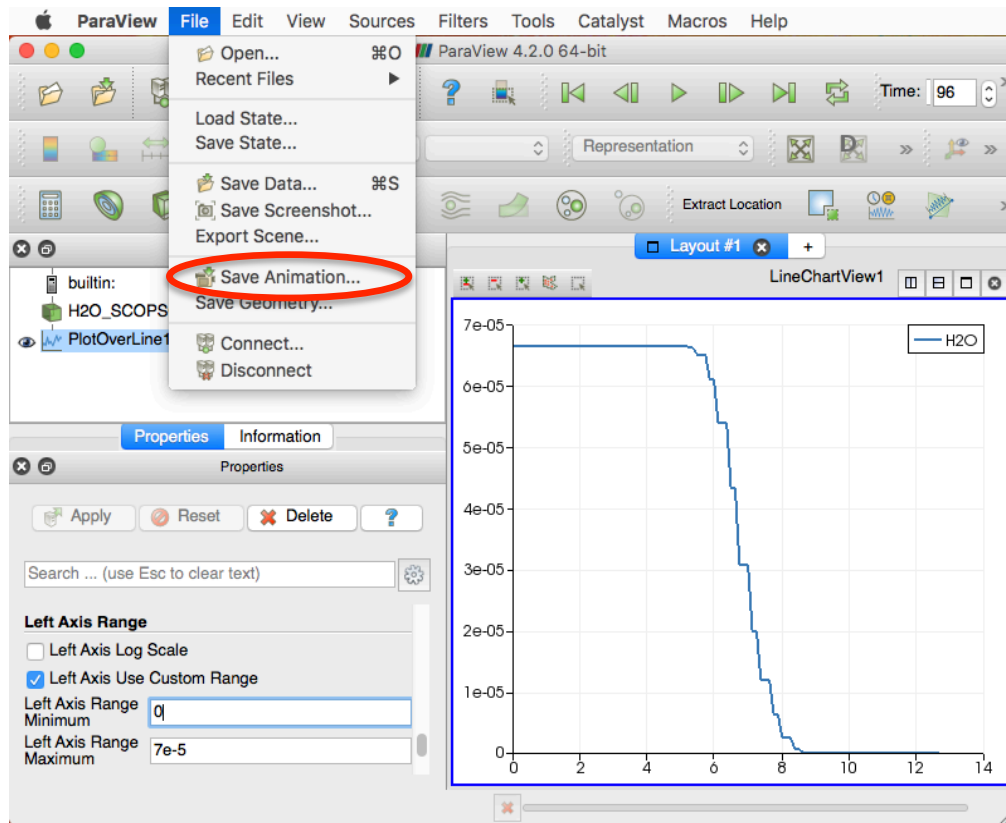 ParaView File Edit View Sources Filters Tools Catalyst Macros Help
ParaView 4.2.0 64-bit
Open... ⌘O
Recent Files ▶
Load State...
Save State...
Save Data... ⌘S
Save Screenshot...
Export Scene...
Save Animation...
Save Geometry...
Connect...
Disconnect
? Time: 96
Representation D »  »
Extract Location
Layout #1 +
builtin:
H2O_SCOPS
PlotOverLine1
LineChartView1
Properties Information
Properties
Apply Reset Delete ?
Search ... (use Esc to clear text)
Left Axis Range
Left Axis Log Scale
Left Axis Use Custom Range
Left Axis Range
Minimum
0
Left Axis Range
Maximum
7e-5
H2O
7e-05
6e-05
5e-05
4e-05
3e-05
2e-05
1e-05
0
0 2 4 6 8 10 12 14